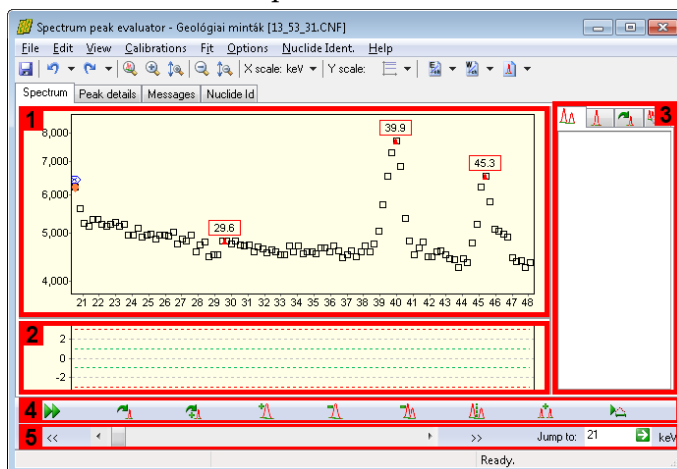 Spectrum peak evaluator - Geológiai minták [13_53_31.CNF]
File Edit View Calibrations Fit Options Nuclide Ident. Help
X scale: keV Y scale:
Spectrum Peak details Messages Nuclide Id
1
3
8,000
7,000
6,000
5,000
4,000
39.9
45.3
29.6
21 22 23 24 25 26 27 28 29 30 31 32 33 34 35 36 37 38 39 40 41 42 43 44 45 46 47 48
2
2
0
-2
4
5 << >> Jump to: 21 keV
Ready.